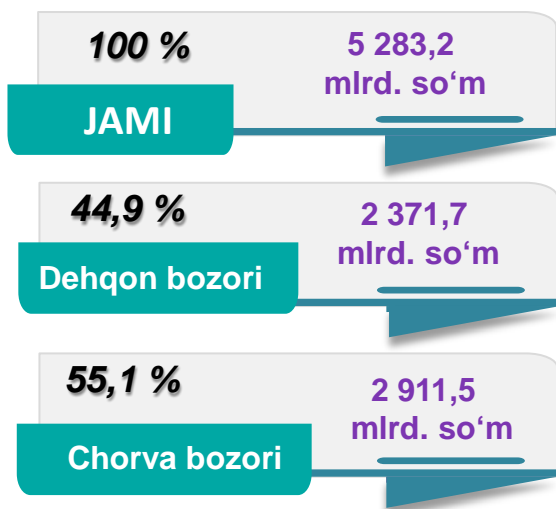 100 %
5 283,2
mlrd. so‘m
JAMI
44,9 %
2 371,7
mlrd. so‘m
Dehqon bozori
55,1 %
2 911,5
mlrd. so‘m
Chorva bozori